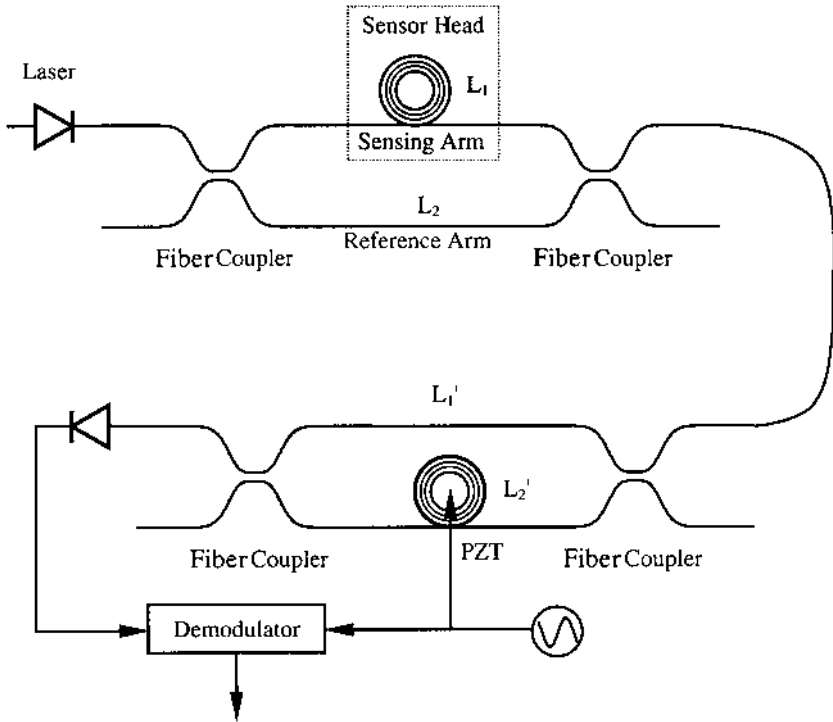 Sensor Head
Laser
L₁
Sensing Arm
L₂
Reference Arm
Fiber Coupler
Fiber Coupler
L₁'
L₂'
PZT
Fiber Coupler
Fiber Coupler
Demodulator